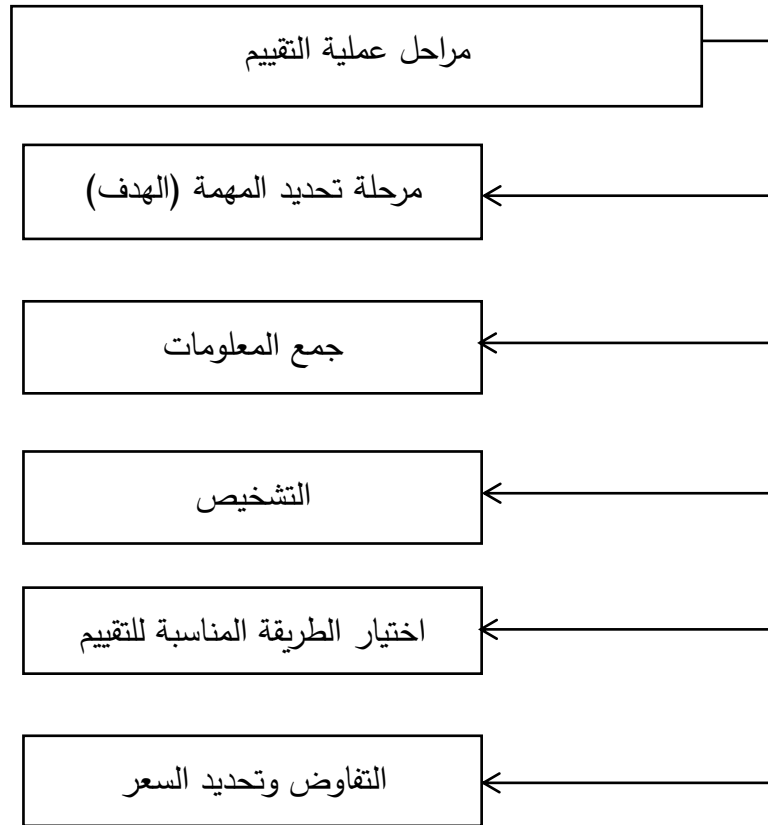 مراحل عملية التقييم
مرحلة تحديد المهمة (الهدف)
جمع المعلومات
التشخيص
اختيار الطريقة المناسبة للتقييم
التفاوض وتحديد السعر